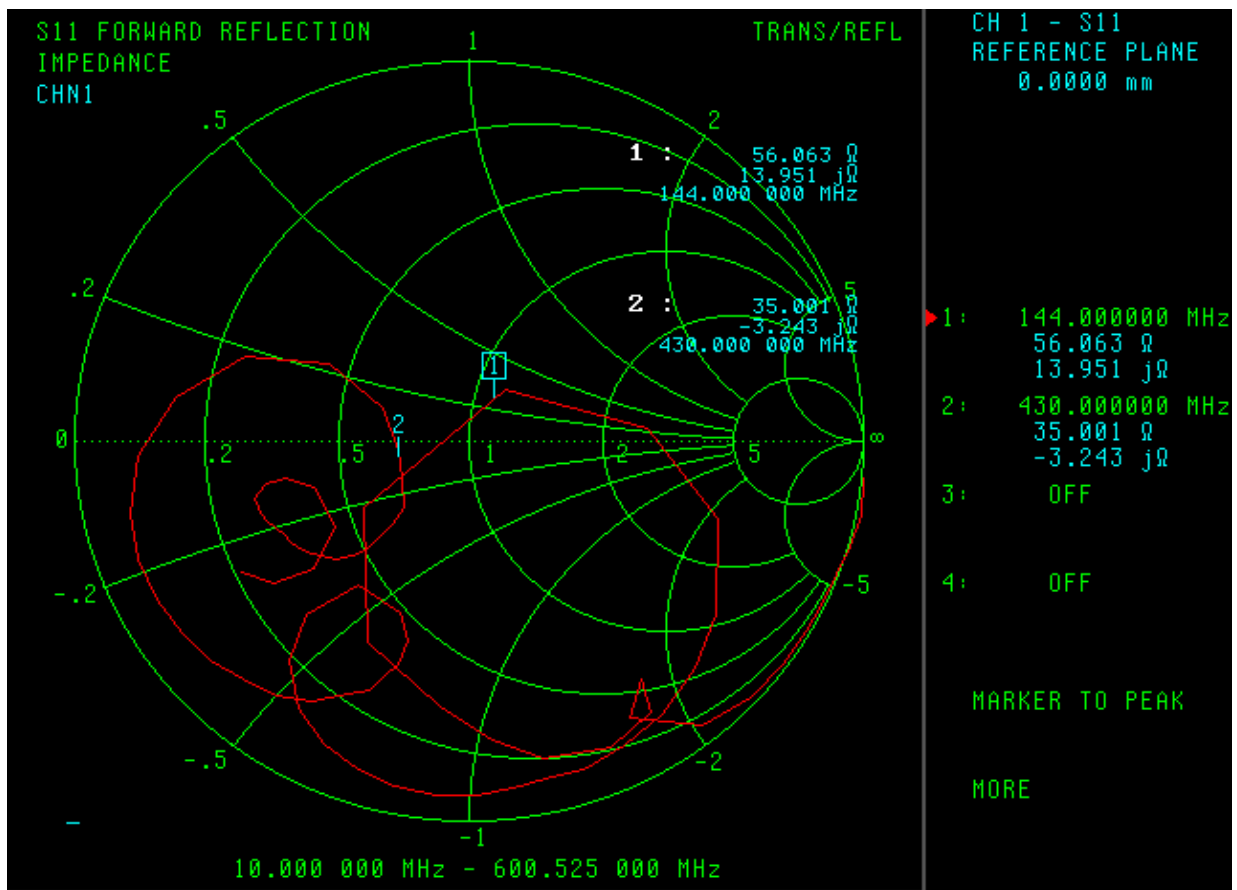 S11 FORWARD REFLECTION
TRANS/REFL
IMPEDANCE
CHN1
1
.5
2
1 :
56.063 Ω
13.951 jΩ
144.000 000 MHz
.2
5
2 :
35.001 Ω
-3.243 jΩ
430.000 000 MHz
1
2
0
.2
.5
1
2
5
∞
-.2
-5
-.5
-2
-1
10.000 000 MHz - 600.525 000 MHz
CH 1 - S11
REFERENCE PLANE
0.0000 mm
1: 144.000000 MHz
56.063 Ω
13.951 jΩ
2: 430.000000 MHz
35.001 Ω
-3.243 jΩ
3: OFF
4: OFF
MARKER TO PEAK
MORE